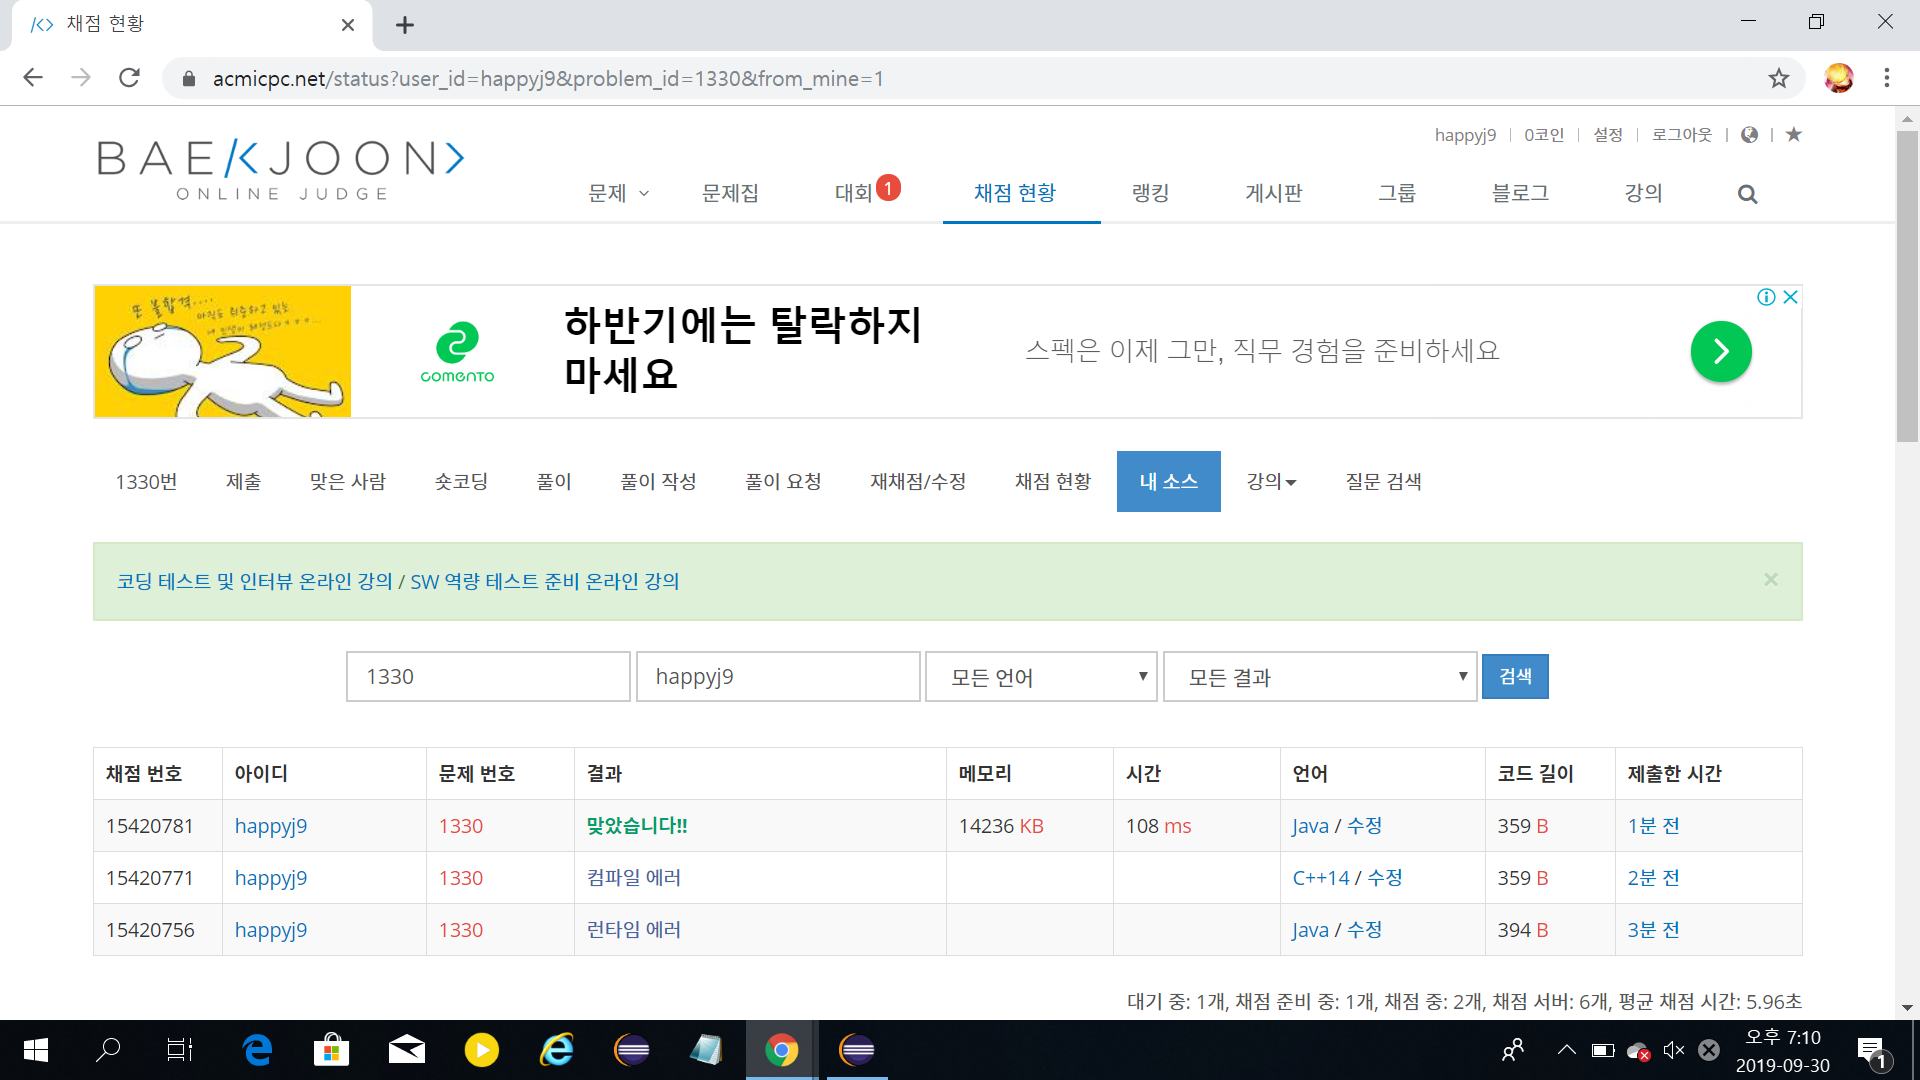 채점 현황
acmicpc.net/status?user_id=happyj9&problem_id=1330&from_mine=1
happyj9 | 0코인 | 설정 | 로그아웃
BAEKJOON
ONLINE JUDGE
문제 문제집 대회 1 채점 현황 랭킹 게시판 그룹 블로그 강의
또 불합격....
comento
하반기에는 탈락하지
마세요
스펙은 이제 그만, 직무 경험을 준비하세요
1330번 제출 맞은 사람 숏코딩 풀이 풀이 작성 풀이 요청 재채점/수정 채점 현황 내 소스 강의 질문 검색
코딩 테스트 및 인터뷰 온라인 강의 / SW 역량 테스트 준비 온라인 강의
1330 happyj9 모든 언어 모든 결과 검색
채점 번호 아이디 문제 번호 결과 메모리 시간 언어 코드 길이 제출한 시간
15420781 happyj9 1330 맞았습니다!! 14236 KB 108 ms Java / 수정 359 B 1분 전
15420771 happyj9 1330 컴파일 에러 C++14 / 수정 359 B 2분 전
15420756 happyj9 1330 런타임 에러 Java / 수정 394 B 3분 전
대기 중: 1개, 채점 준비 중: 1개, 채점 중: 2개, 채점 서버: 6개, 평균 채점 시간: 5.96초
오후 7:10
2019-09-30
1